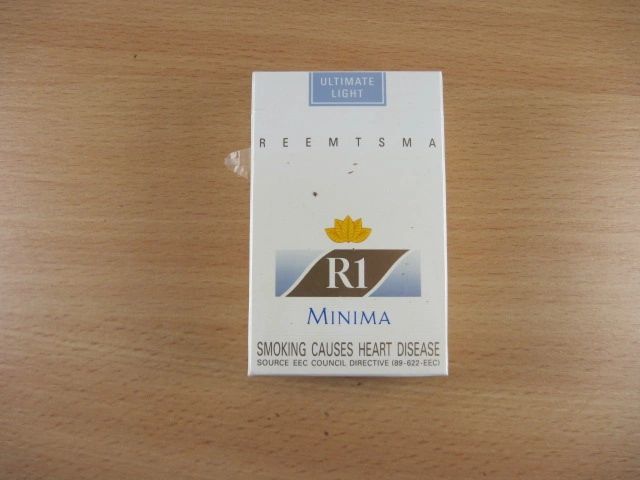 ULTIMATE
LIGHT
REEMTSMA
R1
MINIMA
SMOKING CAUSES HEART DISEASE
SOURCE EEC COUNCIL DIRECTIVE (89-622-EEC)